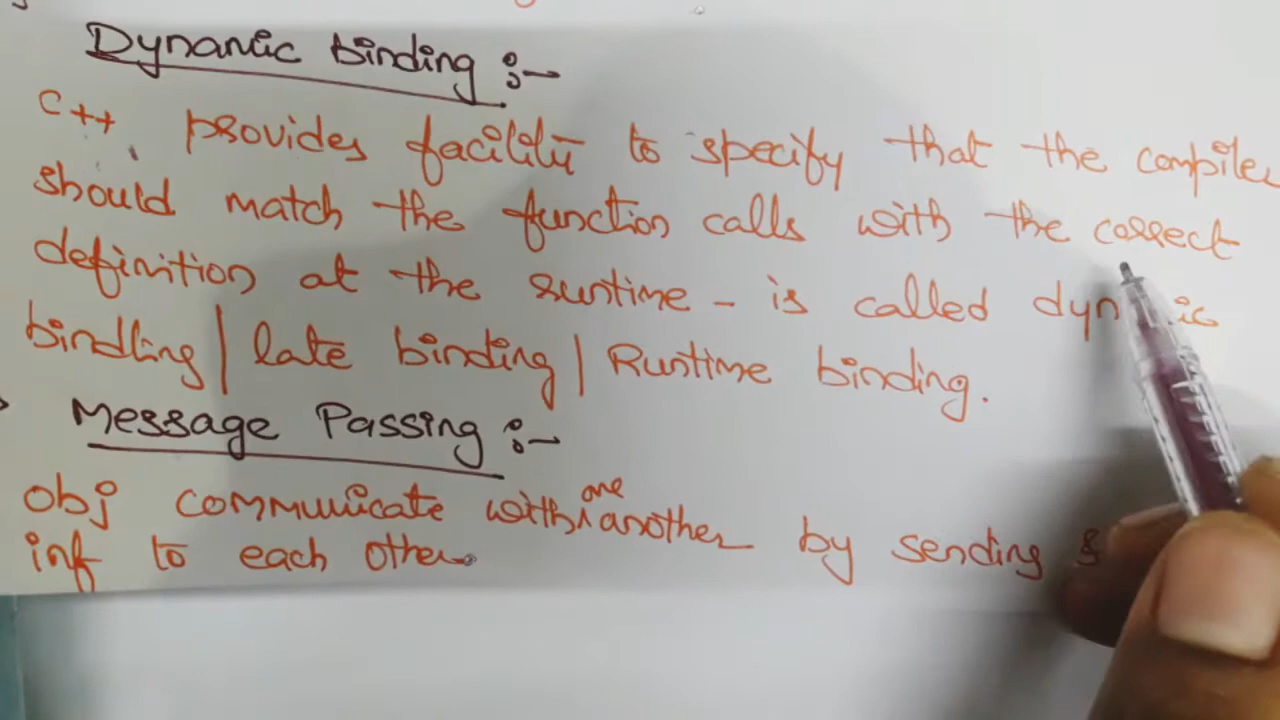 Dynamic Binding :-
C++ provides facility to specify that the compiler
should match the function calls with the correct
definition at the runtime - is called
bindling | late binding | Runtime binding.
Message Passing :-
Obj communicate with one another by sending
inf to each other.